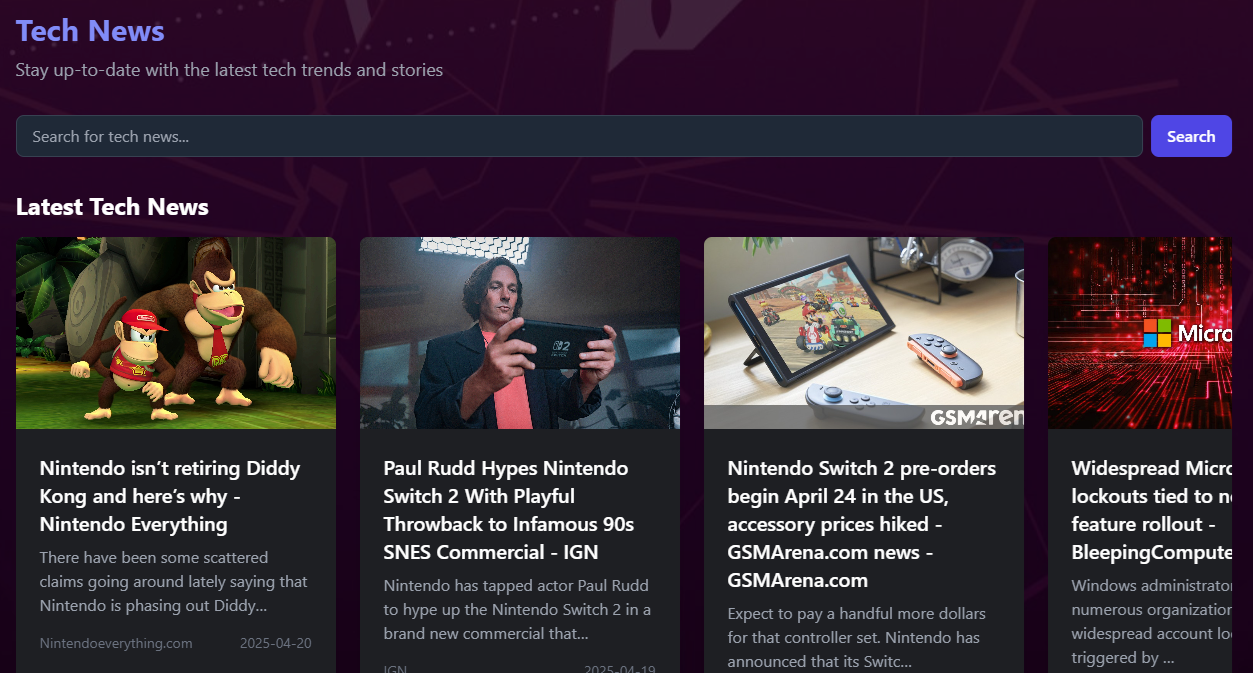 Tech News
Stay up-to-date with the latest tech trends and stories
Search for tech news...
Search
Latest Tech News
GSMArena
Micro
Nintendo isn’t retiring Diddy
Kong and here’s why -
Nintendo Everything
There have been some scattered
claims going around lately saying that
Nintendo is phasing out Diddy...
Nintendoeverything.com
2025-04-20
Paul Rudd Hypes Nintendo
Switch 2 With Playful
Throwback to Infamous 90s
SNES Commercial - IGN
Nintendo has tapped actor Paul Rudd
to hype up the Nintendo Switch 2 in a
brand new commercial that...
IGN
2025-04-19
Nintendo Switch 2 pre-orders
begin April 24 in the US,
accessory prices hiked -
GSMArena.com news -
GSMArena.com
Expect to pay a handful more dollars
for that controller set. Nintendo has
announced that its Switc...
Widespread Micro
lockouts tied to n
feature rollout -
BleepingCompute
Windows administrator
numerous organization
widespread account lo
triggered by ...